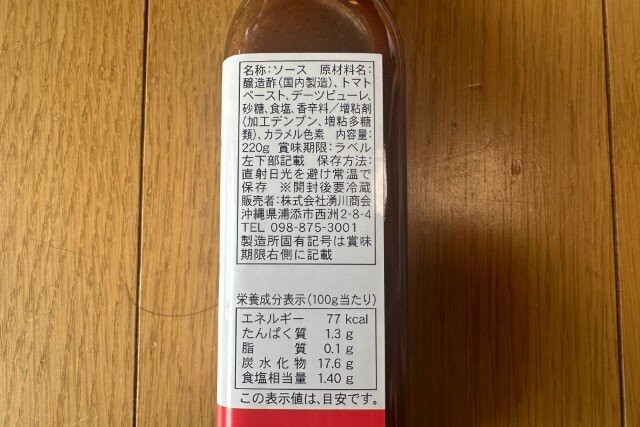 名称:ソース 原材料名:
醸造酢(国内製造)、トマト
ペースト、デーツピューレ、
砂糖、食塩、香辛料/増粘剤
(加工デンプン、増粘多糖
類)、カラメル色素 内容量:
220g 賞味期限:ラベル
左下部記載 保存方法:
直射日光を避け常温で
保存 ※開封後要冷蔵
販売者:株式会社湧川商会
沖縄県浦添市西洲2-8-4
TEL 098-875-3001
製造所固有記号は賞味
期限右側に記載
栄養成分表示(100g当たり)
エネルギー 77 kcal
たんぱく質 1.3 g
脂質 0.1 g
炭水化物 17.6 g
食塩相当量 1.40 g
この表示値は、目安です。